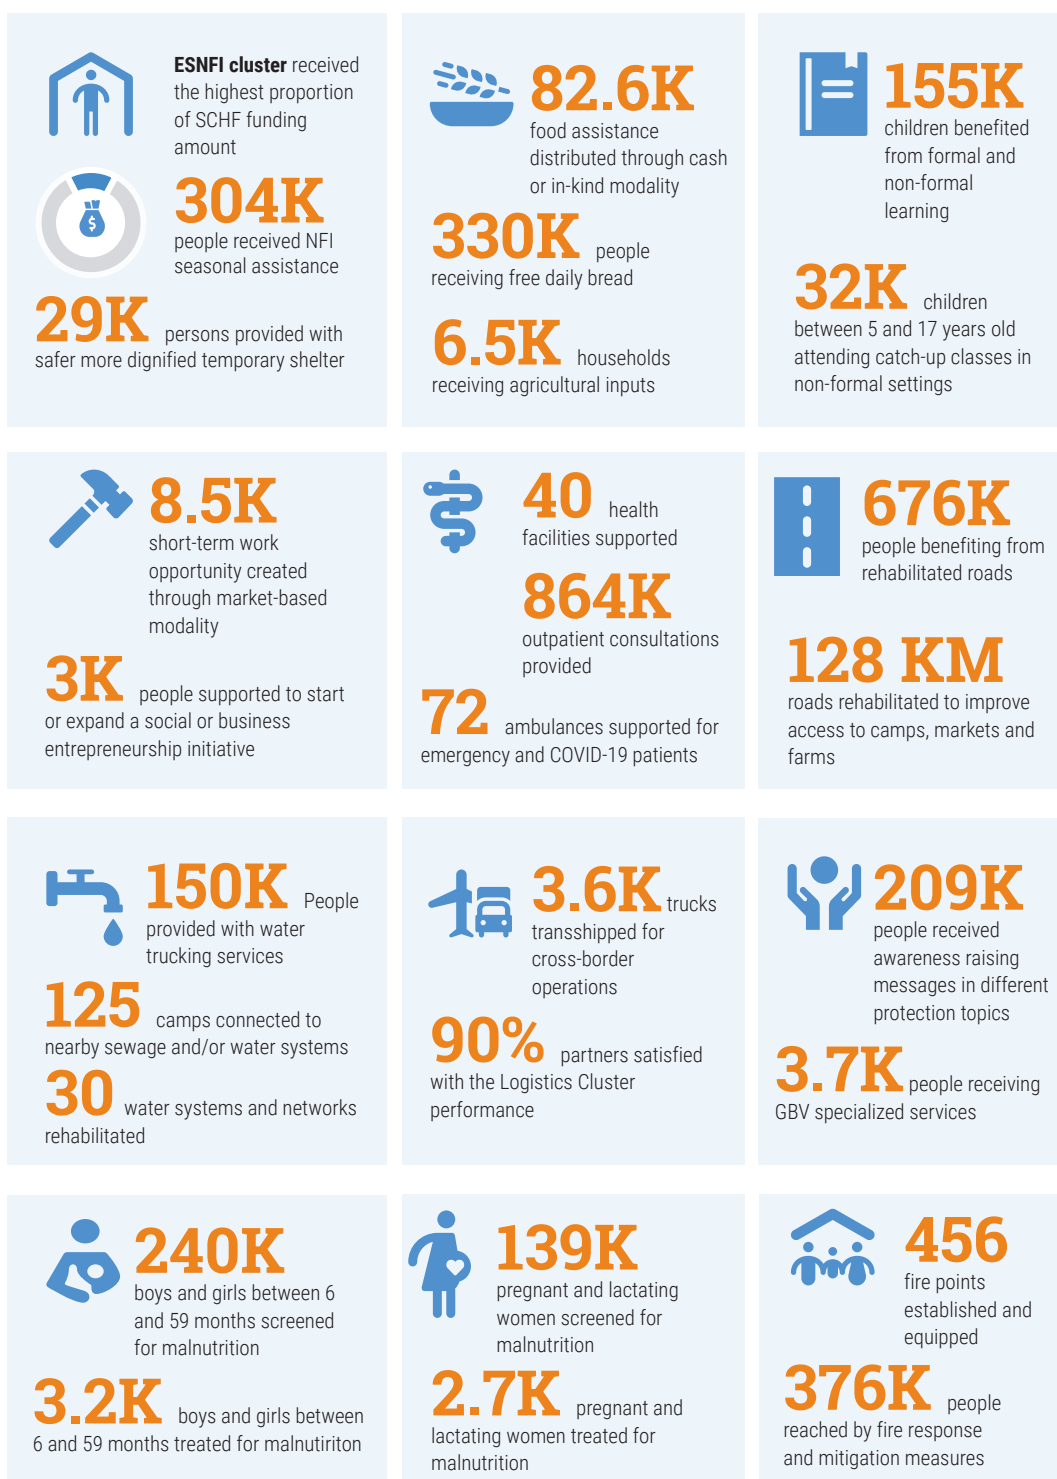 ESNFI cluster received
the highest proportion
of SCHF funding
amount
304K
people received NFI
seasonal assistance
29K persons provided with
safer more dignified temporary shelter
82.6K
food assistance
distributed through cash
or in-kind modality
330K people
receiving free daily bread
6.5K households
receiving agricultural inputs
155K
children benefited
from formal and
non-formal
learning
32K children
between 5 and 17 years old
attending catch-up classes in
non-formal settings
8.5K
short-term work
opportunity created
through market-based
modality
3K people supported to start
or expand a social or business
entrepreneurship initiative
40 health
facilities supported
864K
outpatient consultations
provided
72 ambulances supported for
emergency and COVID-19 patients
676K
people benefiting from
rehabilitated roads
128 KM
roads rehabilitated to improve
access to camps, markets and
farms
150K People
provided with water
trucking services
125 camps connected to
nearby sewage and/or water systems
30 water systems and networks
rehabilitated
3.6K trucks
transshipped for
cross-border
operations
90% partners satisfied
with the Logistics Cluster
performance
209K
people received
awareness raising
messages in different
protection topics
3.7K people receiving
GBV specialized services
240K
boys and girls between 6
and 59 months screened
for malnutrition
3.2K boys and girls between
6 and 59 months treated for malnutiriton
139K
pregnant and lactating
women screened for
malnutrition
2.7K pregnant and
lactating women treated for
malnutrition
456
fire points
established and
equipped
376K people
reached by fire response
and mitigation measures